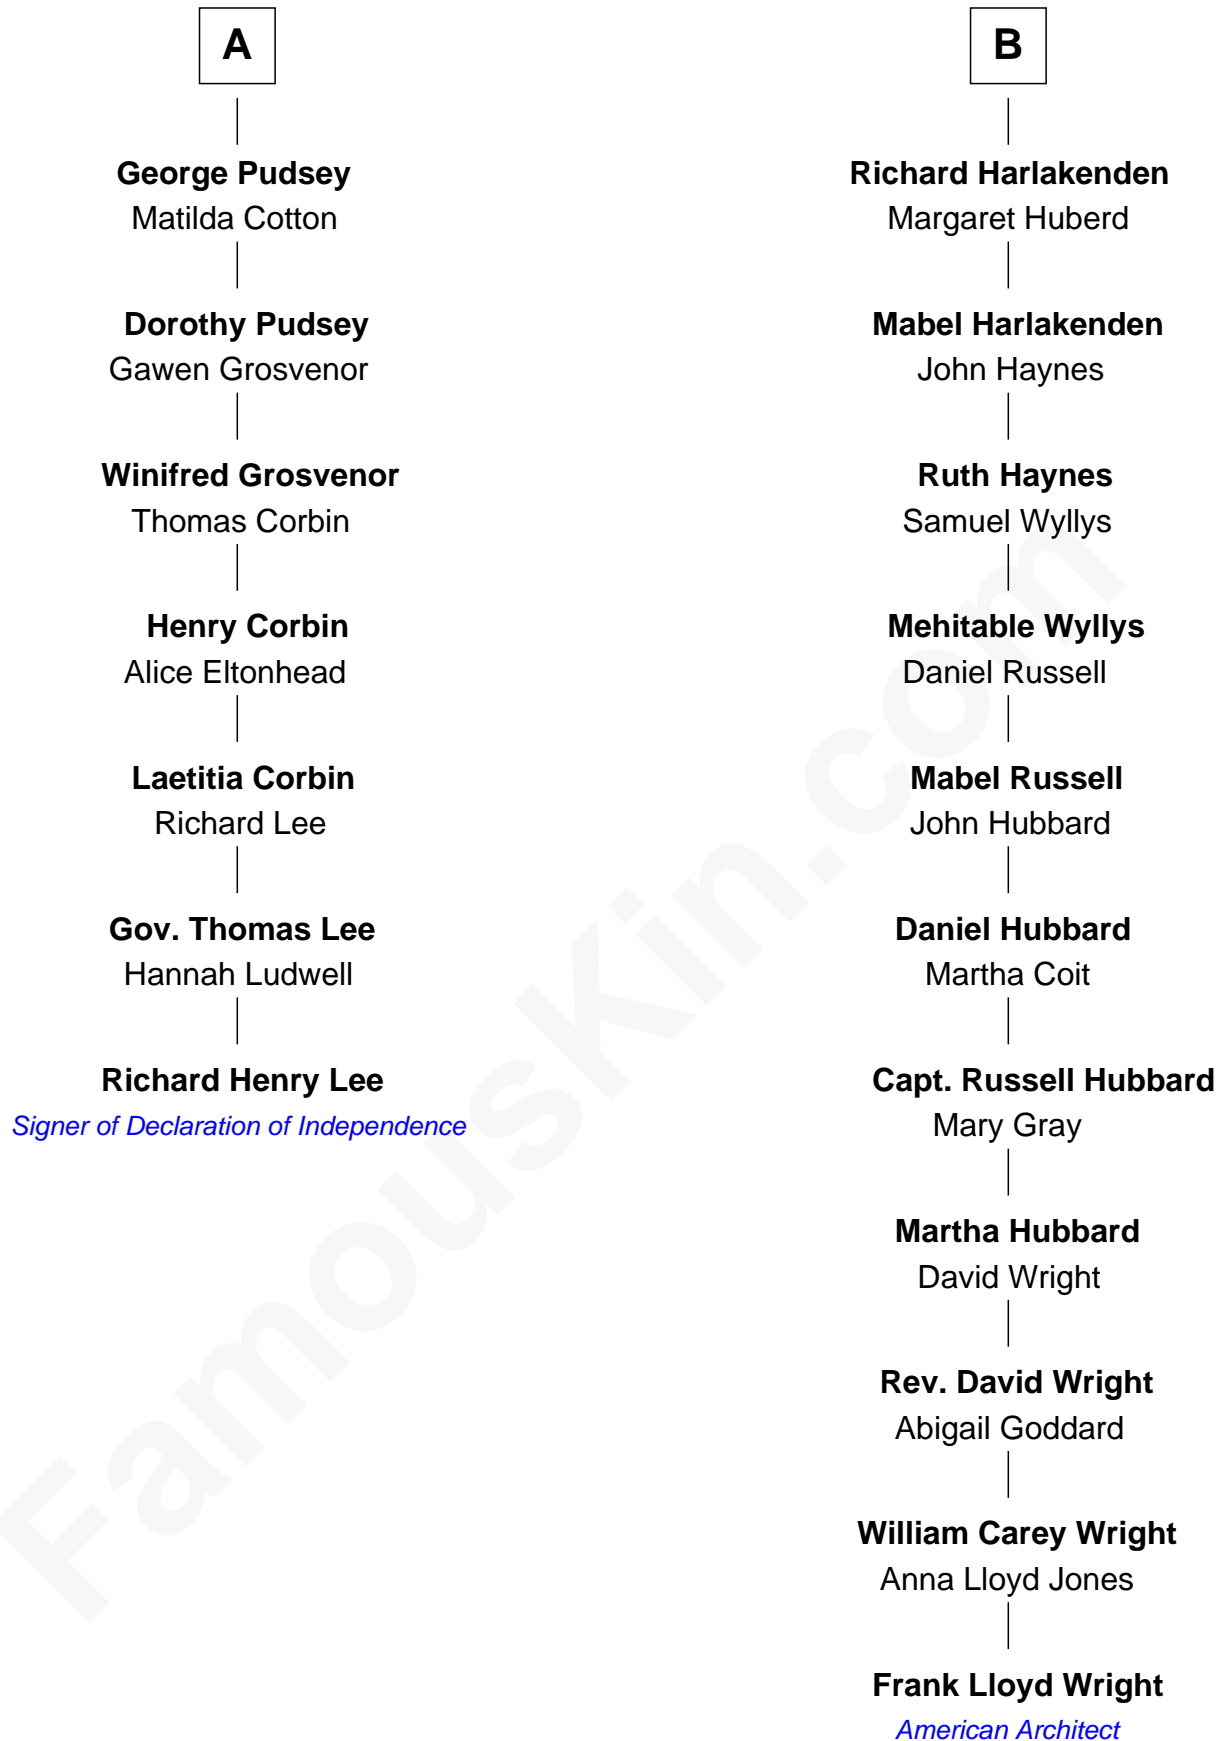 A
George Pudsey
Matilda Cotton
Dorothy Pudsey
Gawen Grosvenor
Winifred Grosvenor
Thomas Corbin
Henry Corbin
Alice Eltonhead
Laetitia Corbin
Richard Lee
Gov. Thomas Lee
Hannah Ludwell
Richard Henry Lee
Signer of Declaration of Independence
B
Richard Harlakenden
Margaret Huberd
Mabel Harlakenden
John Haynes
Ruth Haynes
Samuel Wyllys
Mehitable Wyllys
Daniel Russell
Mabel Russell
John Hubbard
Daniel Hubbard
Martha Coit
Capt. Russell Hubbard
Mary Gray
Martha Hubbard
David Wright
Rev. David Wright
Abigail Goddard
William Carey Wright
Anna Lloyd Jones
Frank Lloyd Wright
American Architect
FamousKin.com